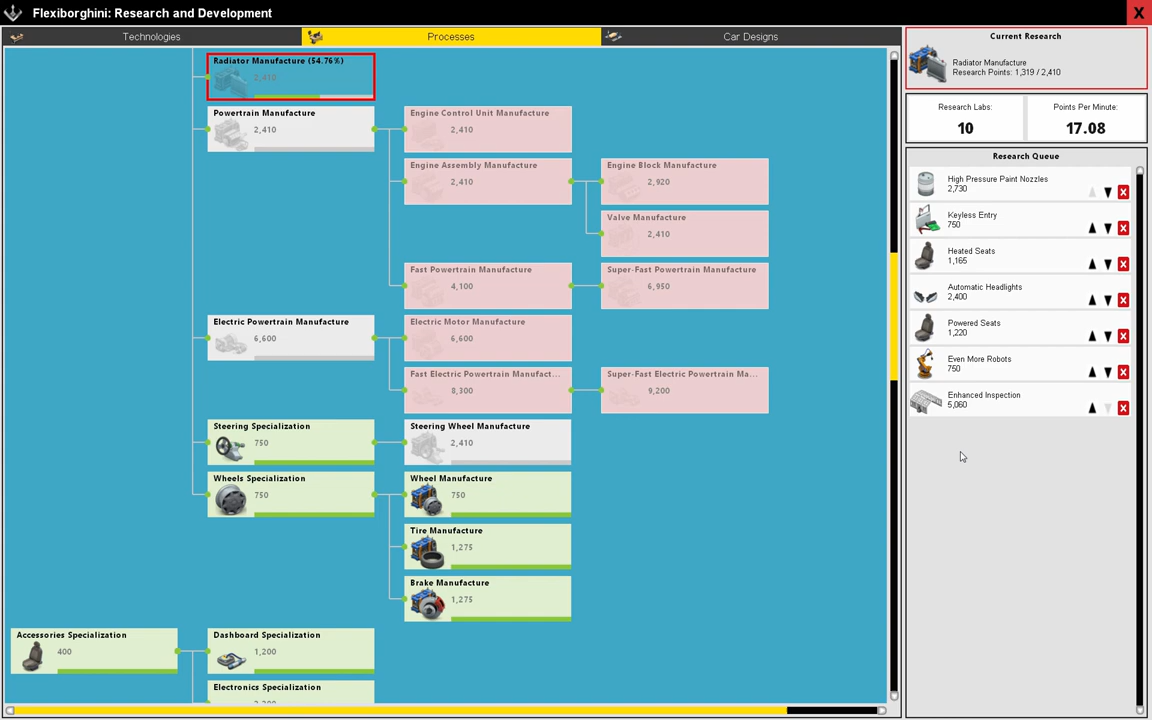 Flexiborghini: Research and Development
X
Technologies
Processes
Car Designs
Radiator Manufacture (54.76%)
2,410
Powertrain Manufacture
2,410
Engine Control Unit Manufacture
2,410
Engine Assembly Manufacture
2,410
Engine Block Manufacture
2,920
Valve Manufacture
2,410
Fast Powertrain Manufacture
4,100
Super-Fast Powertrain Manufacture
6,950
Electric Powertrain Manufacture
6,600
Electric Motor Manufacture
6,600
Fast Electric Powertrain Manufact...
8,300
Super-Fast Electric Powertrain Ma...
9,200
Steering Specialization
750
Steering Wheel Manufacture
2,410
Wheels Specialization
750
Wheel Manufacture
750
Tire Manufacture
1,275
Brake Manufacture
1,275
Accessories Specialization
400
Dashboard Specialization
1,200
Electronics Specialization
Current Research
Radiator Manufacture
Research Points: 1,319 / 2,410
Research Labs:
10
Points Per Minute:
17.08
Research Queue
High Pressure Paint Nozzles
2,730
Keyless Entry
750
Heated Seats
1,165
Automatic Headlights
2,400
Powered Seats
1,220
Even More Robots
750
Enhanced Inspection
5,060